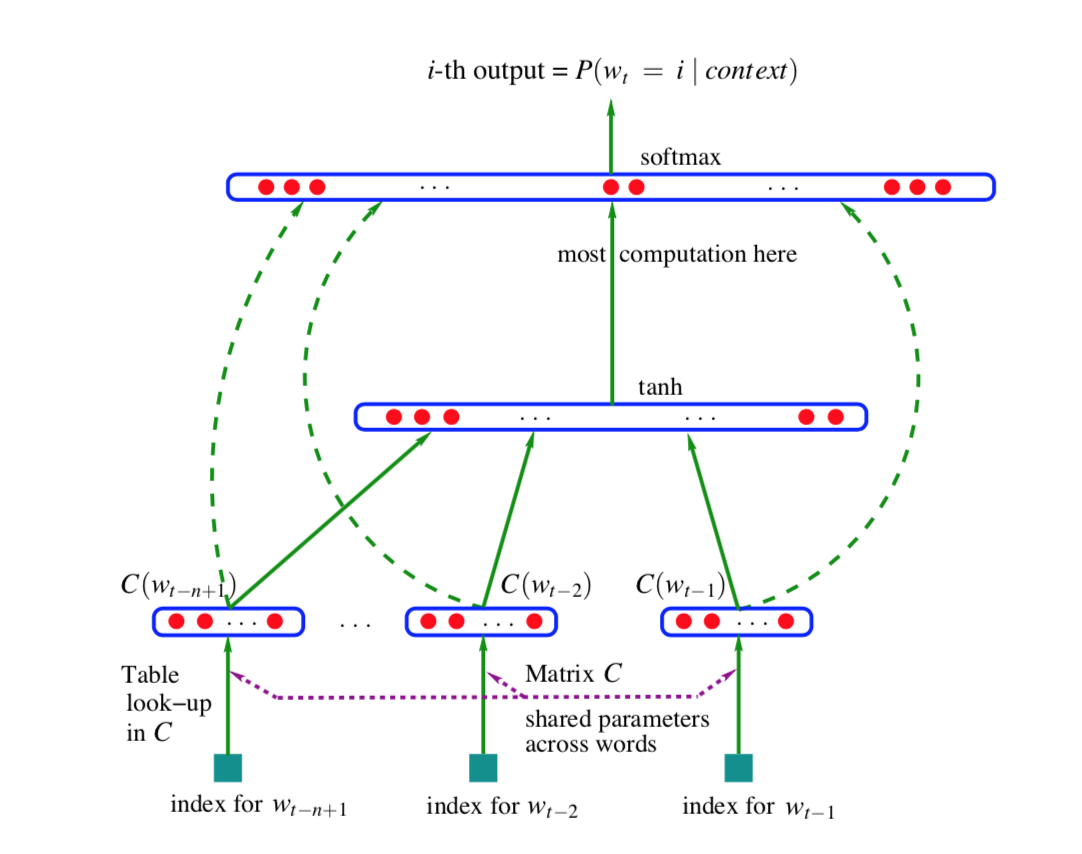 i-th output = P(w_t = i | context)
softmax
. . .
. . .
most computation here
tanh
. . .
. . .
C(w_{t−n+1})
C(w_{t−2})
C(w_{t−1})
. . .
. . .
. . .
. . .
Table
look−up
in C
Matrix C
shared parameters
across words
index for w_{t−n+1}
index for w_{t−2}
index for w_{t−1}